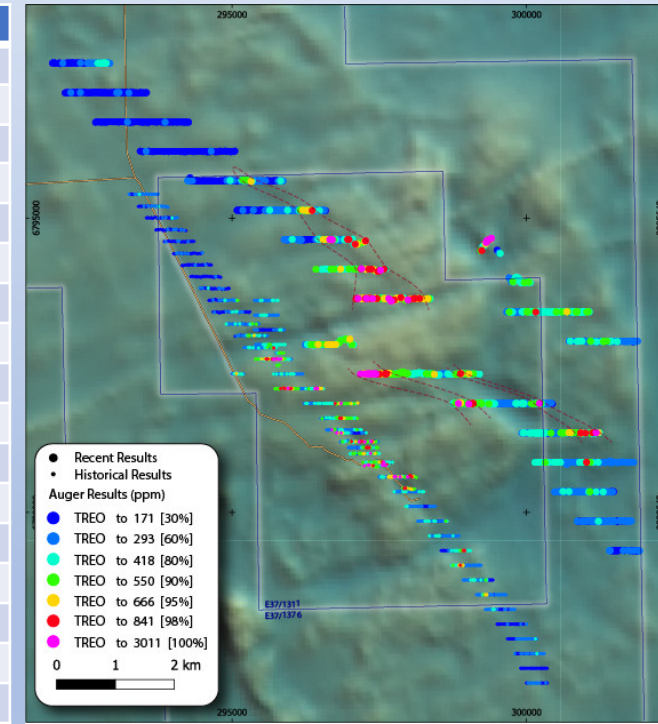 295000
300000
6795000
Recent Results
Historical Results
Auger Results (ppm)
TREO to 171 [30%]
TREO to 293 [60%]
TREO to 418 [80%]
TREO to 550 [90%]
TREO to 666 [95%]
TREO to 841 [98%]
TREO to 3011 [100%]
0 1 2 km
E37/1311
E37/1376
295000
300000